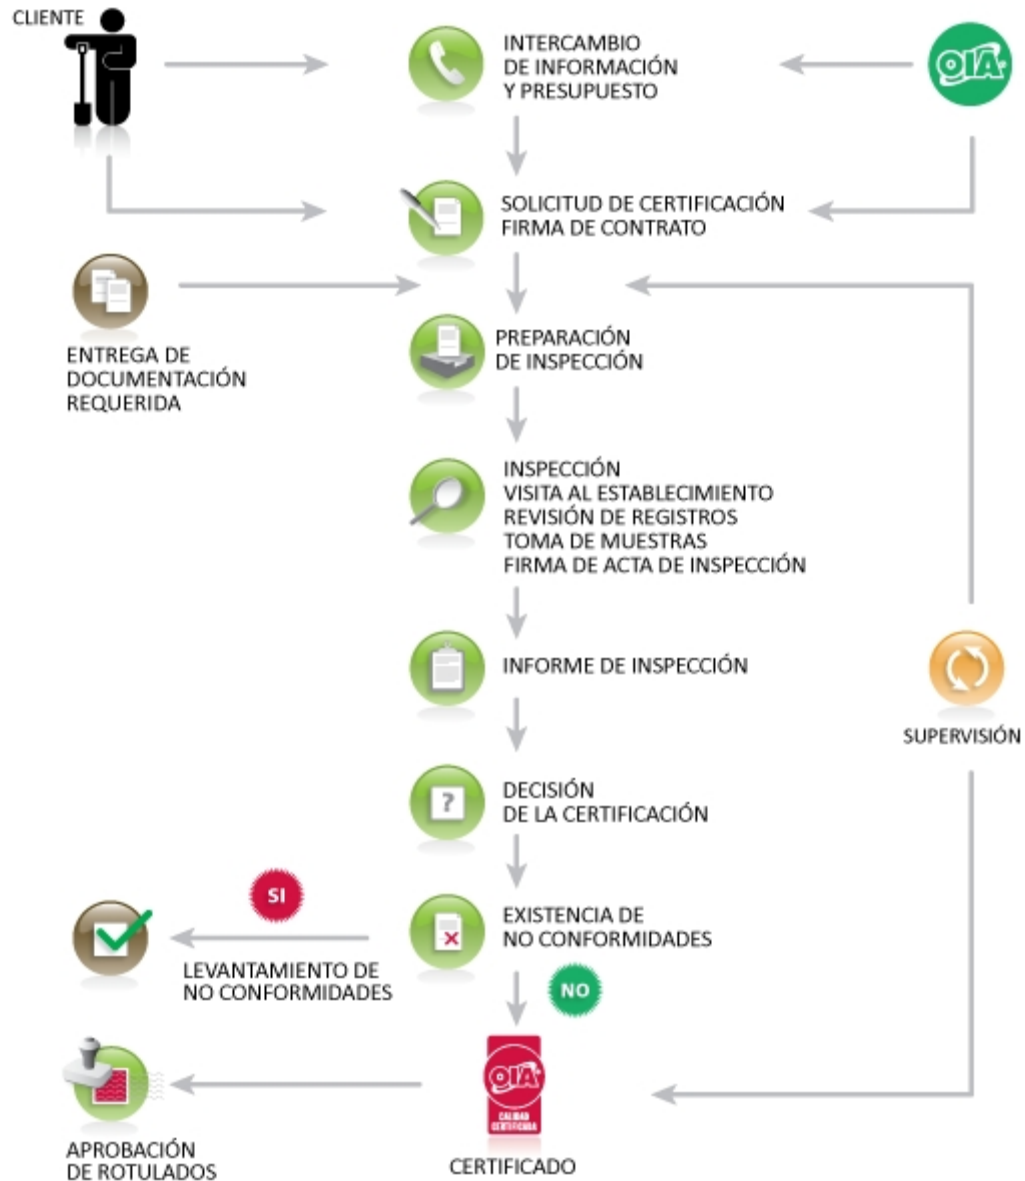 CLIENTE
INTERCAMBIO
DE INFORMACIÓN
Y PRESUPUESTO
OIA
SOLICITUD DE CERTIFICACIÓN
FIRMA DE CONTRATO
ENTREGA DE
DOCUMENTACIÓN
REQUERIDA
PREPARACIÓN
DE INSPECCIÓN
INSPECCIÓN
VISITA AL ESTABLECIMIENTO
REVISIÓN DE REGISTROS
TOMA DE MUESTRAS
FIRMA DE ACTA DE INSPECCIÓN
INFORME DE INSPECCIÓN
SUPERVISIÓN
?
DECISIÓN
DE LA CERTIFICACIÓN
SI
EXISTENCIA DE
NO CONFORMIDADES
LEVANTAMIENTO DE
NO CONFORMIDADES
NO
OIA
CALIDAD
CERTIFICADA
APROBACIÓN
DE ROTULADOS
CERTIFICADO